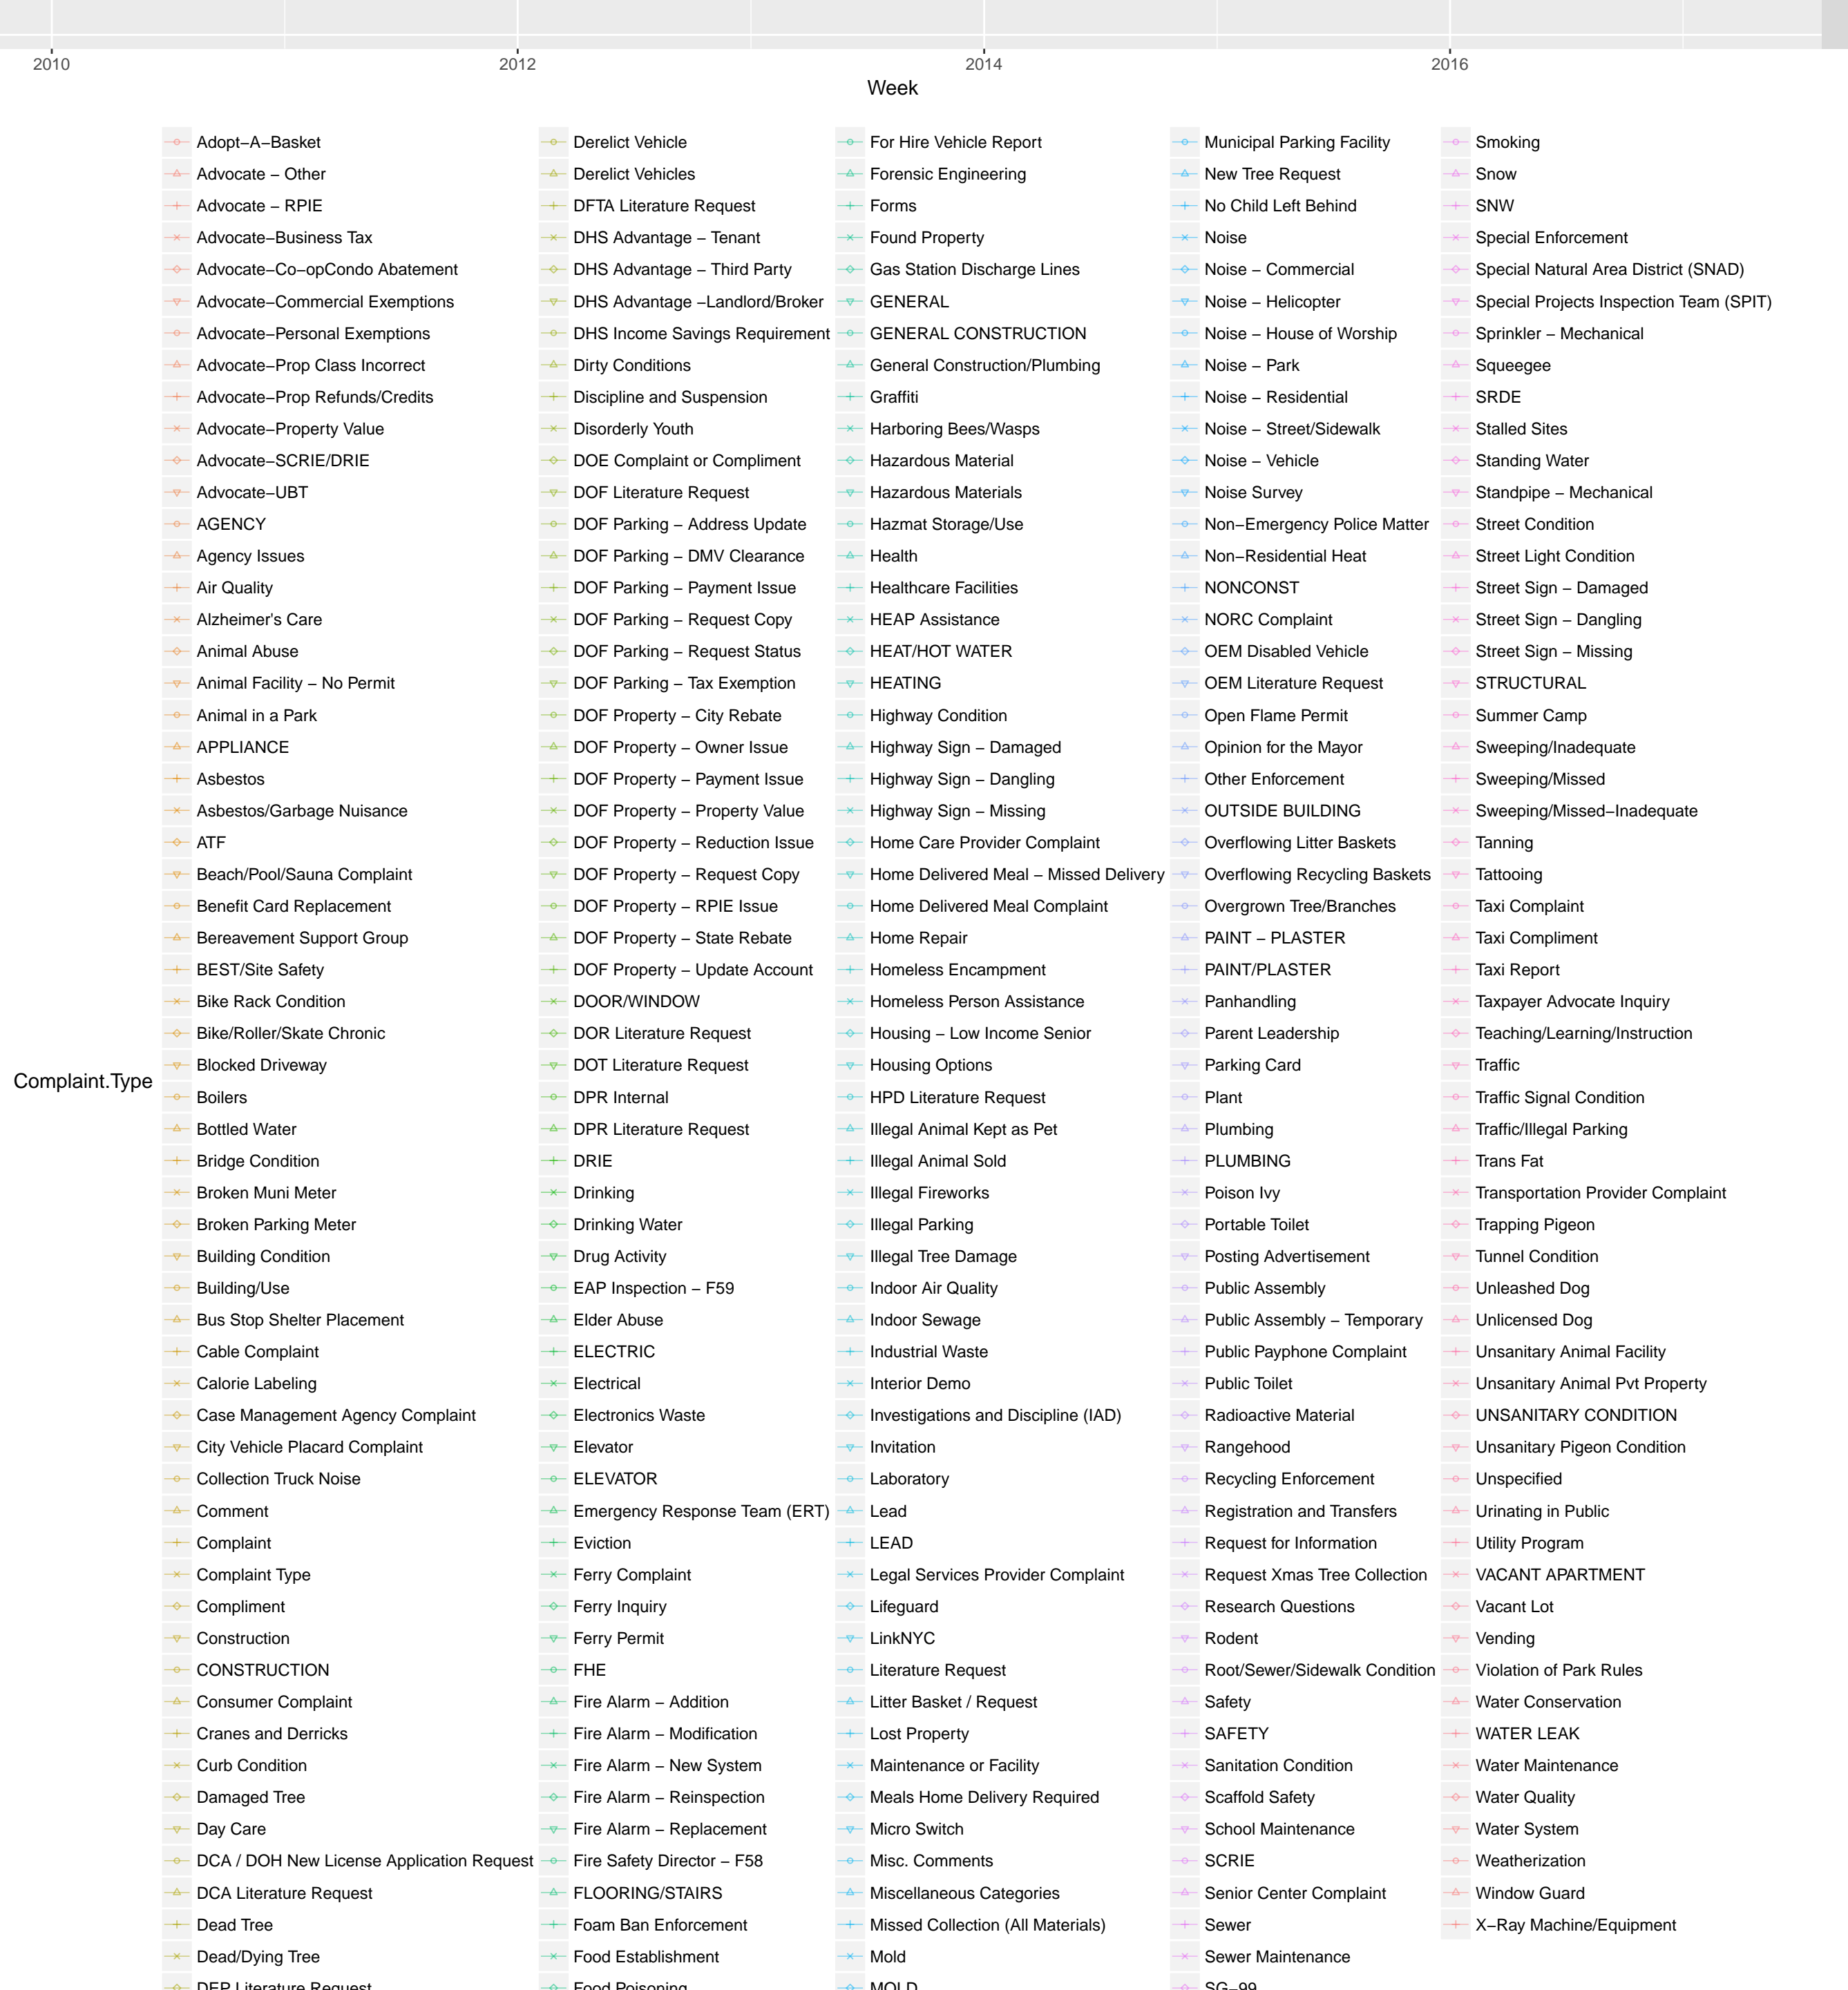 2010
2012
2014
2016
Week
Complaint.Type
Adopt−A−Basket
Advocate − Other
Advocate − RPIE
Advocate−Business Tax
Advocate−Co−opCondo Abatement
Advocate−Commercial Exemptions
Advocate−Personal Exemptions
Advocate−Prop Class Incorrect
Advocate−Prop Refunds/Credits
Advocate−Property Value
Advocate−SCRIE/DRIE
Advocate−UBT
AGENCY
Agency Issues
Air Quality
Alzheimer's Care
Animal Abuse
Animal Facility − No Permit
Animal in a Park
APPLIANCE
Asbestos
Asbestos/Garbage Nuisance
ATF
Beach/Pool/Sauna Complaint
Benefit Card Replacement
Bereavement Support Group
BEST/Site Safety
Bike Rack Condition
Bike/Roller/Skate Chronic
Blocked Driveway
Boilers
Bottled Water
Bridge Condition
Broken Muni Meter
Broken Parking Meter
Building Condition
Building/Use
Bus Stop Shelter Placement
Cable Complaint
Calorie Labeling
Case Management Agency Complaint
City Vehicle Placard Complaint
Collection Truck Noise
Comment
Complaint
Complaint Type
Compliment
Construction
CONSTRUCTION
Consumer Complaint
Cranes and Derricks
Curb Condition
Damaged Tree
Day Care
DCA / DOH New License Application Request
DCA Literature Request
Dead Tree
Dead/Dying Tree
DEP Literature Request
Derelict Vehicle
Derelict Vehicles
DFTA Literature Request
DHS Advantage − Tenant
DHS Advantage − Third Party
DHS Advantage −Landlord/Broker
DHS Income Savings Requirement
Dirty Conditions
Discipline and Suspension
Disorderly Youth
DOE Complaint or Compliment
DOF Literature Request
DOF Parking − Address Update
DOF Parking − DMV Clearance
DOF Parking − Payment Issue
DOF Parking − Request Copy
DOF Parking − Request Status
DOF Parking − Tax Exemption
DOF Property − City Rebate
DOF Property − Owner Issue
DOF Property − Payment Issue
DOF Property − Property Value
DOF Property − Reduction Issue
DOF Property − Request Copy
DOF Property − RPIE Issue
DOF Property − State Rebate
DOF Property − Update Account
DOOR/WINDOW
DOR Literature Request
DOT Literature Request
DPR Internal
DPR Literature Request
DRIE
Drinking
Drinking Water
Drug Activity
EAP Inspection − F59
Elder Abuse
ELECTRIC
Electrical
Electronics Waste
Elevator
ELEVATOR
Emergency Response Team (ERT)
Eviction
Ferry Complaint
Ferry Inquiry
Ferry Permit
FHE
Fire Alarm − Addition
Fire Alarm − Modification
Fire Alarm − New System
Fire Alarm − Reinspection
Fire Alarm − Replacement
Fire Safety Director − F58
FLOORING/STAIRS
Foam Ban Enforcement
Food Establishment
Food Poisoning
For Hire Vehicle Report
Forensic Engineering
Forms
Found Property
Gas Station Discharge Lines
GENERAL
GENERAL CONSTRUCTION
General Construction/Plumbing
Graffiti
Harboring Bees/Wasps
Hazardous Material
Hazardous Materials
Hazmat Storage/Use
Health
Healthcare Facilities
HEAP Assistance
HEAT/HOT WATER
HEATING
Highway Condition
Highway Sign − Damaged
Highway Sign − Dangling
Highway Sign − Missing
Home Care Provider Complaint
Home Delivered Meal − Missed Delivery
Home Delivered Meal Complaint
Home Repair
Homeless Encampment
Homeless Person Assistance
Housing − Low Income Senior
Housing Options
HPD Literature Request
Illegal Animal Kept as Pet
Illegal Animal Sold
Illegal Fireworks
Illegal Parking
Illegal Tree Damage
Indoor Air Quality
Indoor Sewage
Industrial Waste
Interior Demo
Investigations and Discipline (IAD)
Invitation
Laboratory
Lead
LEAD
Legal Services Provider Complaint
Lifeguard
LinkNYC
Literature Request
Litter Basket / Request
Lost Property
Maintenance or Facility
Meals Home Delivery Required
Micro Switch
Misc. Comments
Miscellaneous Categories
Missed Collection (All Materials)
Mold
MOLD
Municipal Parking Facility
New Tree Request
No Child Left Behind
Noise
Noise − Commercial
Noise − Helicopter
Noise − House of Worship
Noise − Park
Noise − Residential
Noise − Street/Sidewalk
Noise − Vehicle
Noise Survey
Non−Emergency Police Matter
Non−Residential Heat
NONCONST
NORC Complaint
OEM Disabled Vehicle
OEM Literature Request
Open Flame Permit
Opinion for the Mayor
Other Enforcement
OUTSIDE BUILDING
Overflowing Litter Baskets
Overflowing Recycling Baskets
Overgrown Tree/Branches
PAINT − PLASTER
PAINT/PLASTER
Panhandling
Parent Leadership
Parking Card
Plant
Plumbing
PLUMBING
Poison Ivy
Portable Toilet
Posting Advertisement
Public Assembly
Public Assembly − Temporary
Public Payphone Complaint
Public Toilet
Radioactive Material
Rangehood
Recycling Enforcement
Registration and Transfers
Request for Information
Request Xmas Tree Collection
Research Questions
Rodent
Root/Sewer/Sidewalk Condition
Safety
SAFETY
Sanitation Condition
Scaffold Safety
School Maintenance
SCRIE
Senior Center Complaint
Sewer
Sewer Maintenance
SG−99
Smoking
Snow
SNW
Special Enforcement
Special Natural Area District (SNAD)
Special Projects Inspection Team (SPIT)
Sprinkler − Mechanical
Squeegee
SRDE
Stalled Sites
Standing Water
Standpipe − Mechanical
Street Condition
Street Light Condition
Street Sign − Damaged
Street Sign − Dangling
Street Sign − Missing
STRUCTURAL
Summer Camp
Sweeping/Inadequate
Sweeping/Missed
Sweeping/Missed−Inadequate
Tanning
Tattooing
Taxi Complaint
Taxi Compliment
Taxi Report
Taxpayer Advocate Inquiry
Teaching/Learning/Instruction
Traffic
Traffic Signal Condition
Traffic/Illegal Parking
Trans Fat
Transportation Provider Complaint
Trapping Pigeon
Tunnel Condition
Unleashed Dog
Unlicensed Dog
Unsanitary Animal Facility
Unsanitary Animal Pvt Property
UNSANITARY CONDITION
Unsanitary Pigeon Condition
Unspecified
Urinating in Public
Utility Program
VACANT APARTMENT
Vacant Lot
Vending
Violation of Park Rules
Water Conservation
WATER LEAK
Water Maintenance
Water Quality
Water System
Weatherization
Window Guard
X−Ray Machine/Equipment